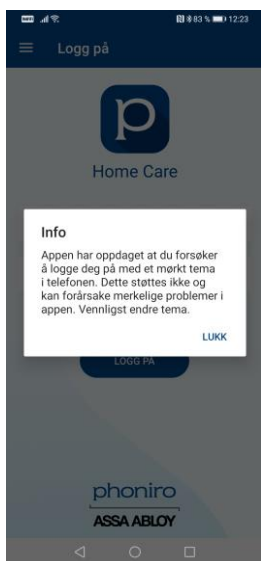 83 % 12:23
Logg på
p
Home Care
Info
Appen har oppdaget at du forsøker
å logge deg på med et mørkt tema
i telefonen. Dette støttes ikke og
kan forårsake merkelige problemer i
appen. Vennligst endre tema.
LUKK
LOGG PÅ
phoniro
ASSA ABLOY